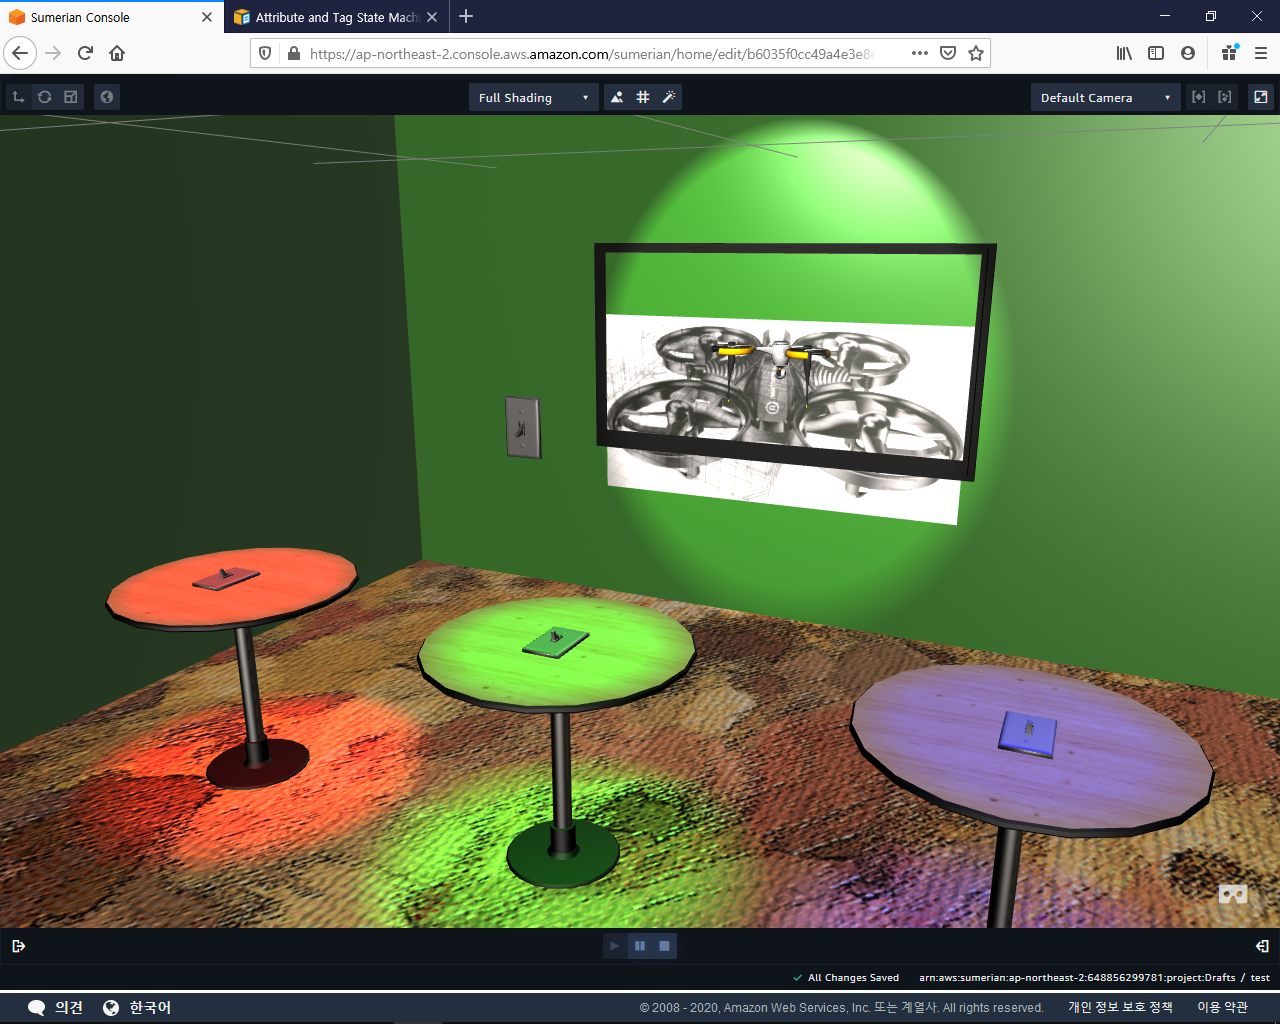 Sumerian Console
Attribute and Tag State Mach
https://ap-northeast-2.console.aws.amazon.com/sumerian/home/edit/b6035f0cc49a4e3e8e
Full Shading
Default Camera
All Changes Saved
arn:aws:sumerian:ap-northeast-2:648856299781:project:Drafts / test
의견
한국어
© 2008 - 2020, Amazon Web Services, Inc. 또는 계열사. All rights reserved.
개인 정보 보호 정책
이용 약관